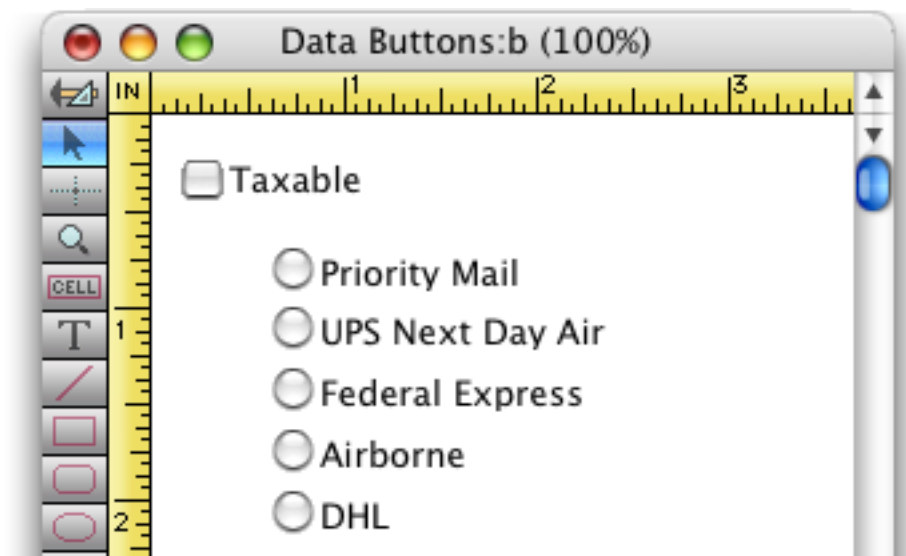 Data Buttons:b (100%)
IN 1 2 3
Taxable
Priority Mail
CELL
T 1 UPS Next Day Air
Federal Express
Airborne
2 DHL